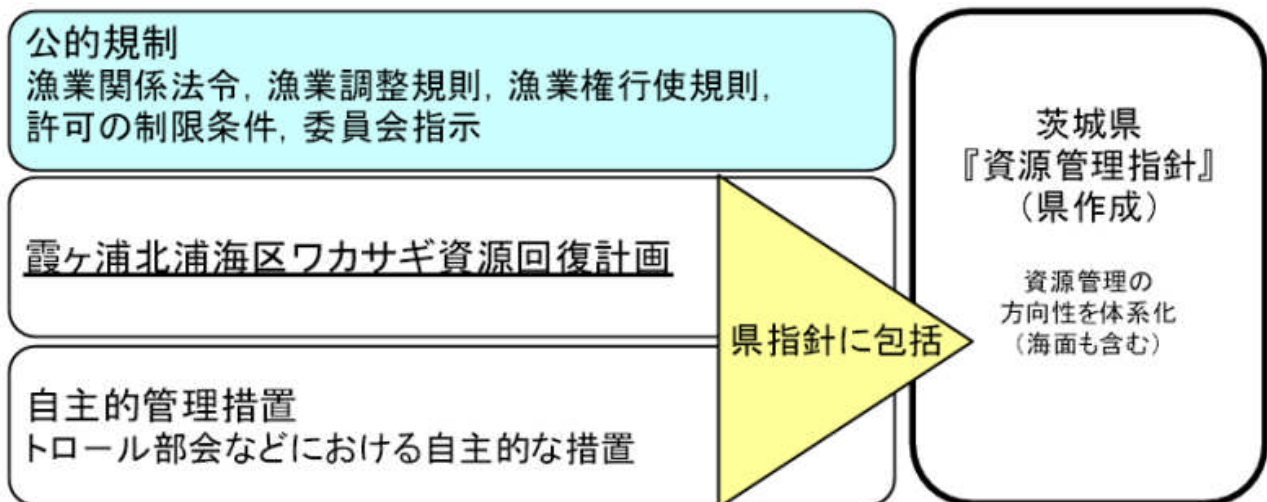 公的規制
漁業関係法令, 漁業調整規則, 漁業権行使規則,
許可の制限条件, 委員会指示
霞ヶ浦北浦海区ワカサギ資源回復計画
自主的管理措置
トロール部会などにおける自主的な措置
県指針に包括
茨城県
『資源管理指針』
（県作成）
資源管理の
方向性を体系化
（海面も含む）